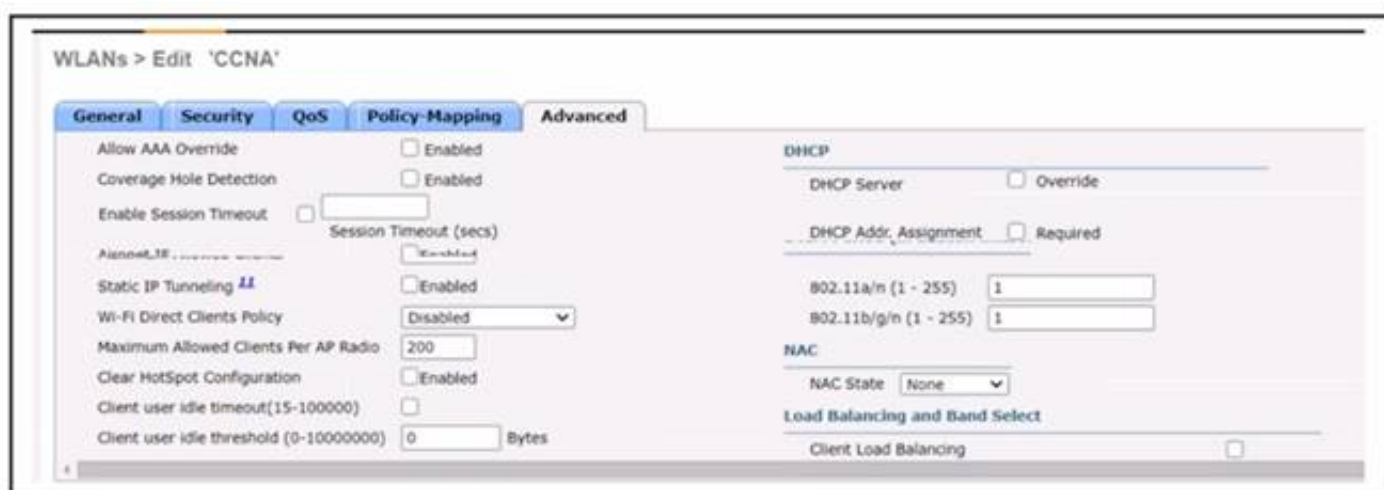 WLANs > Edit 'CCNA'
General Security QoS Policy-Mapping Advanced
Allow AAA Override Enabled
Coverage Hole Detection Enabled
Enable Session Timeout
Session Timeout (secs)
Static IP Tunneling 11 Enabled
Wi-Fi Direct Clients Policy Disabled
Maximum Allowed Clients Per AP Radio 200
Clear HotSpot Configuration Enabled
Client user idle timeout(15-100000)
Client user idle threshold (0-10000000) 0 Bytes
DHCP
DHCP Server Override
DHCP Addr. Assignment Required
802.11a/n (1 - 255) 1
802.11b/g/n (1 - 255) 1
NAC
NAC State None
Load Balancing and Band Select
Client Load Balancing